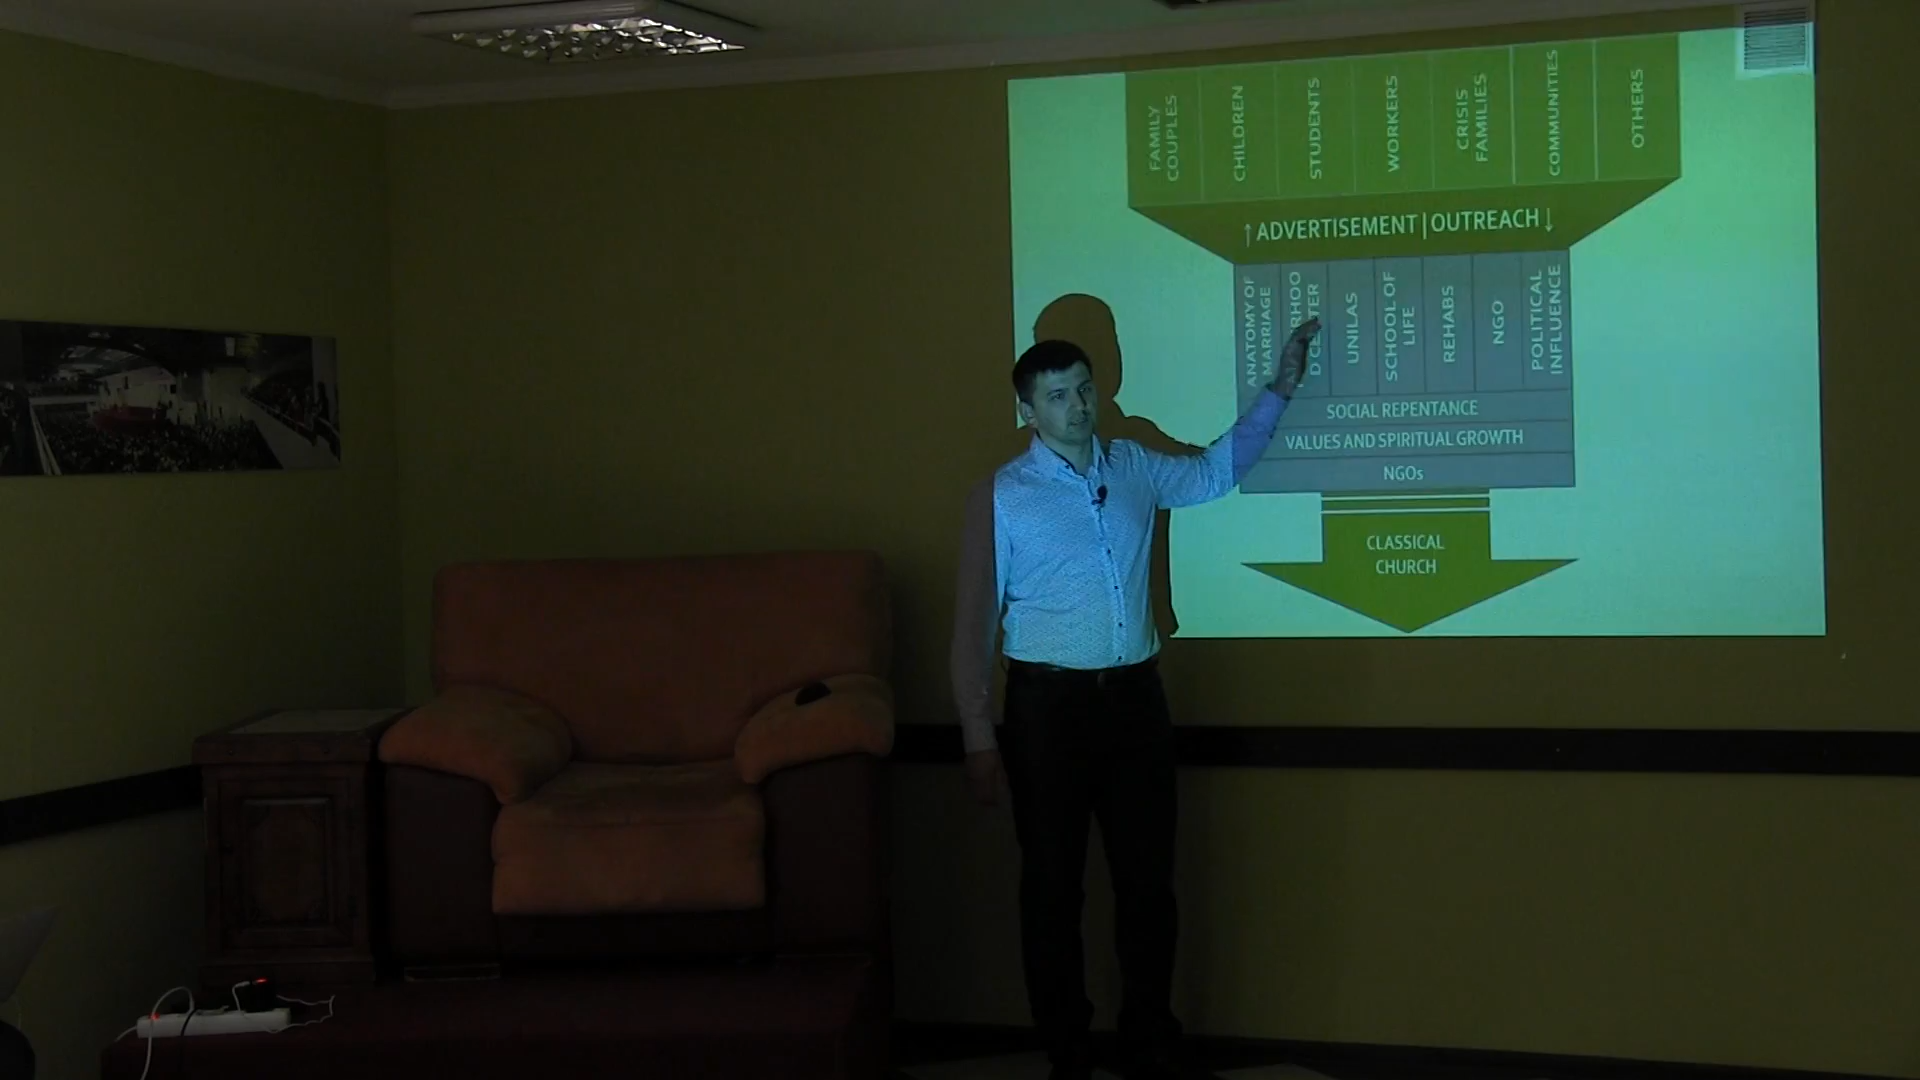 FAMILY
COUPLES
CHILDREN
STUDENTS
WORKERS
CRISIS
FAMILIES
COMMUNITIES
OTHERS
↑ADVERTISEMENT|OUTREACH↓
ANATOMY OF
MARRIAGE
UNILAS
SCHOOL OF
LIFE
REHABS
NGO
POLITICAL
INFLUENCE
SOCIAL REPENTANCE
VALUES AND SPIRITUAL GROWTH
NGOs
CLASSICAL
CHURCH